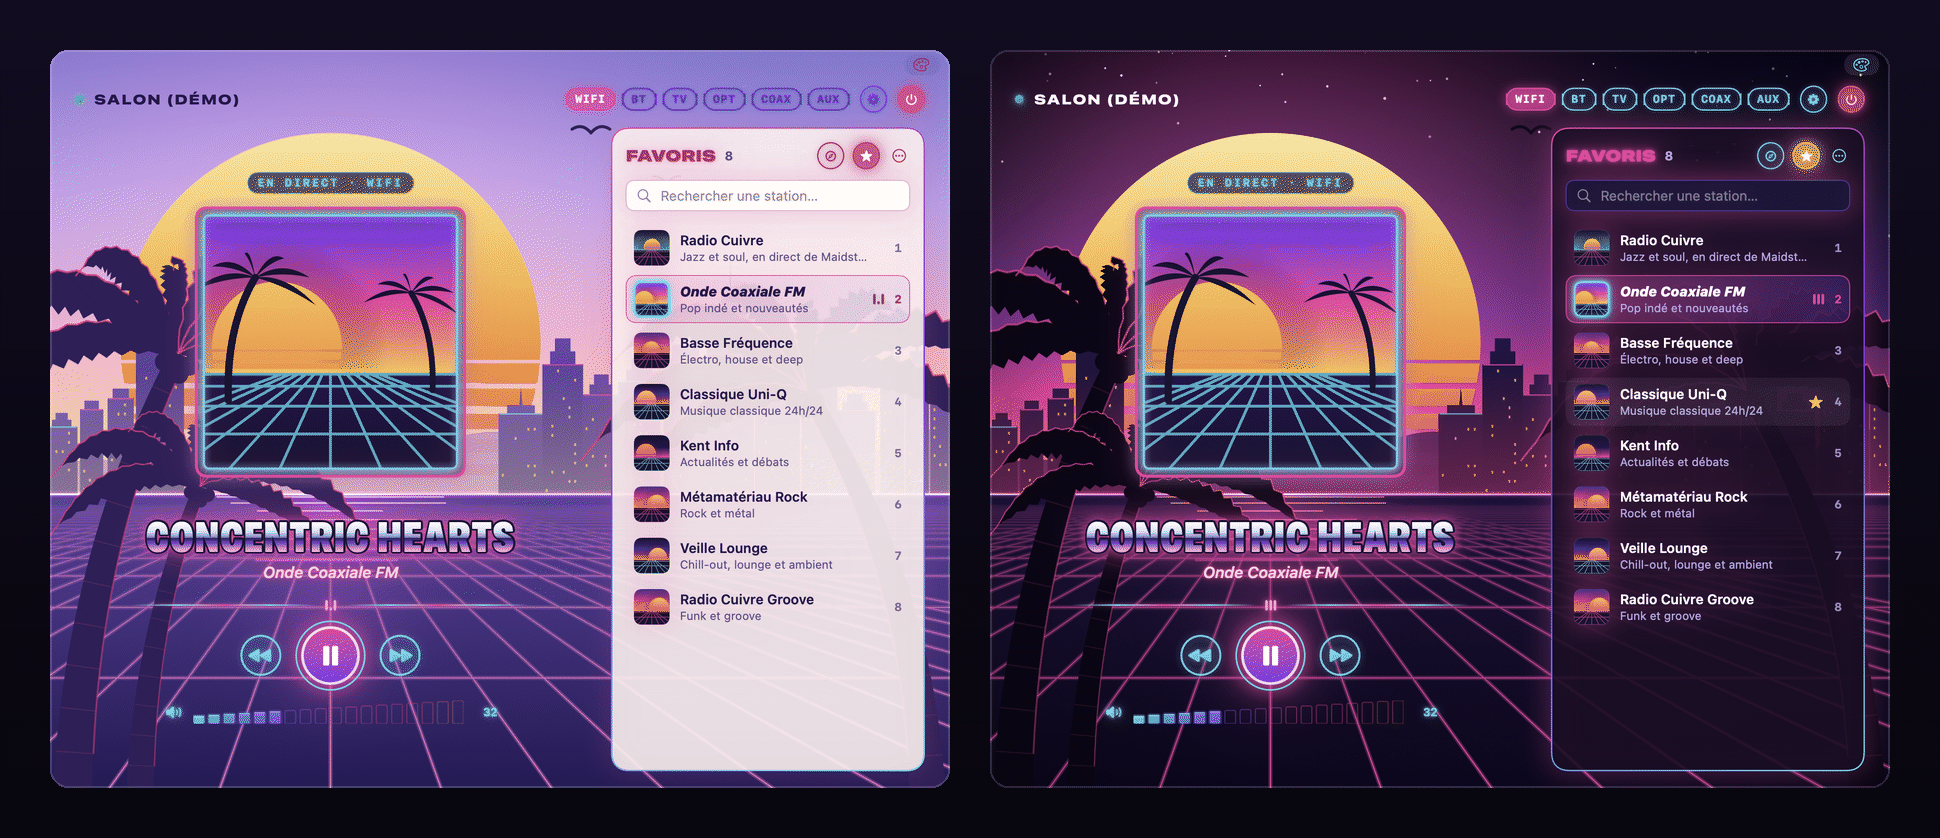 SALON (DÉMO)
WIFI BT TV OPT COAX AUX
FAVORIS 8
EN DIRECT · WIFI
Rechercher une station...
Radio Cuivre 1
Jazz et soul, en direct de Maidst...
Onde Coaxiale FM 2
Pop indé et nouveautés
Basse Fréquence 3
Électro, house et deep
Classique Uni-Q 4
Musique classique 24h/24
Kent Info 5
Actualités et débats
Métamatériau Rock 6
Rock et métal
Veille Lounge 7
Chill-out, lounge et ambient
Radio Cuivre Groove 8
Funk et groove
CONCENTRIC HEARTS
Onde Coaxiale FM
32
SALON (DÉMO)
WIFI BT TV OPT COAX AUX
FAVORIS 8
EN DIRECT · WIFI
Rechercher une station...
Radio Cuivre 1
Jazz et soul, en direct de Maidst...
Onde Coaxiale FM 2
Pop indé et nouveautés
Basse Fréquence 3
Électro, house et deep
Classique Uni-Q 4
Musique classique 24h/24
Kent Info 5
Actualités et débats
Métamatériau Rock 6
Rock et métal
Veille Lounge 7
Chill-out, lounge et ambient
Radio Cuivre Groove 8
Funk et groove
CONCENTRIC HEARTS
Onde Coaxiale FM
32